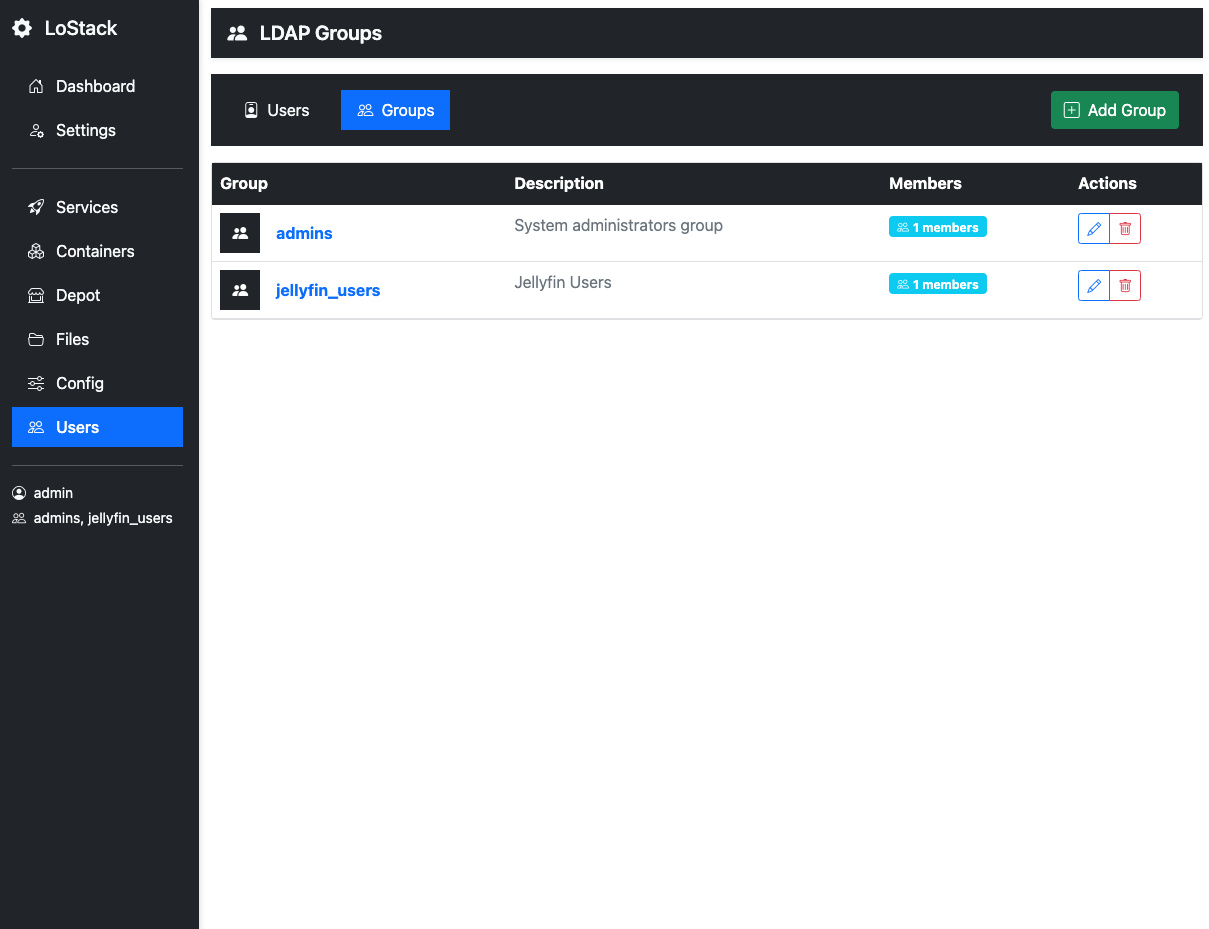 LoStack
Dashboard
Settings
Services
Containers
Depot
Files
Config
Users
admin
admins, jellyfin_users
LDAP Groups
Users Groups Add Group
Group Description Members Actions
admins System administrators group 1 members
jellyfin_users Jellyfin Users 1 members